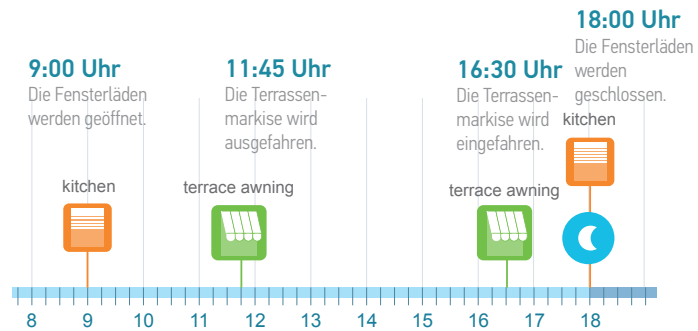 9:00 Uhr
Die Fensterläden
werden geöffnet.
kitchen
11:45 Uhr
Die Terrassen-
markise wird
ausgefahren.
terrace awning
16:30 Uhr
Die Terrassen-
markise wird
eingefahren.
terrace awning
18:00 Uhr
Die Fensterläden
werden
geschlossen.
kitchen
8 9 10 11 12 13 14 15 16 17 18